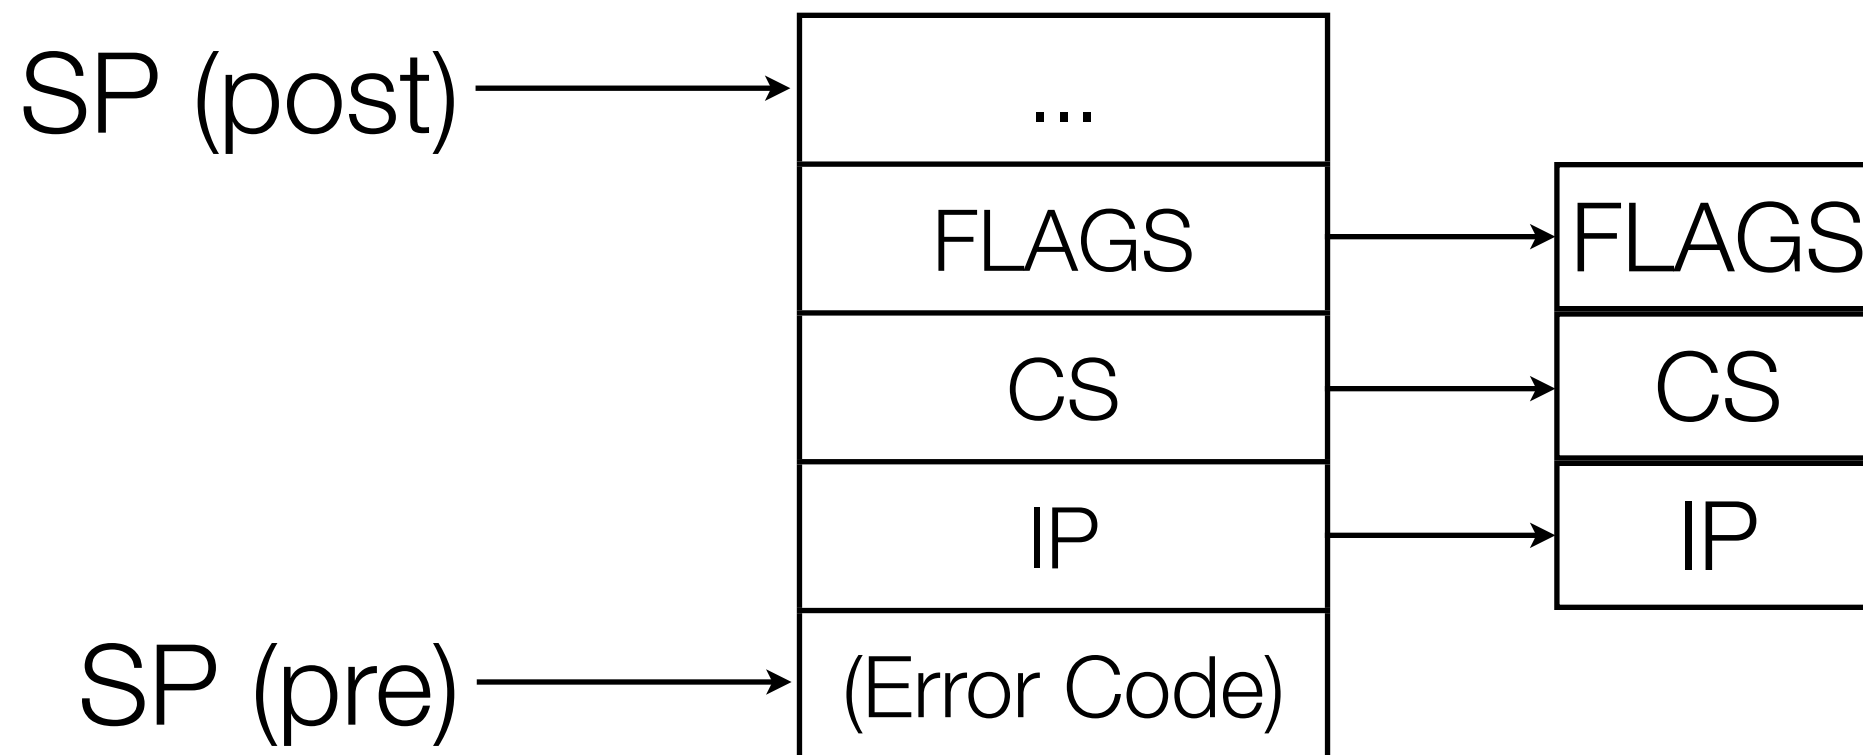 SP (post)
...
FLAGS
FLAGS
CS
CS
IP
IP
SP (pre)
(Error Code)